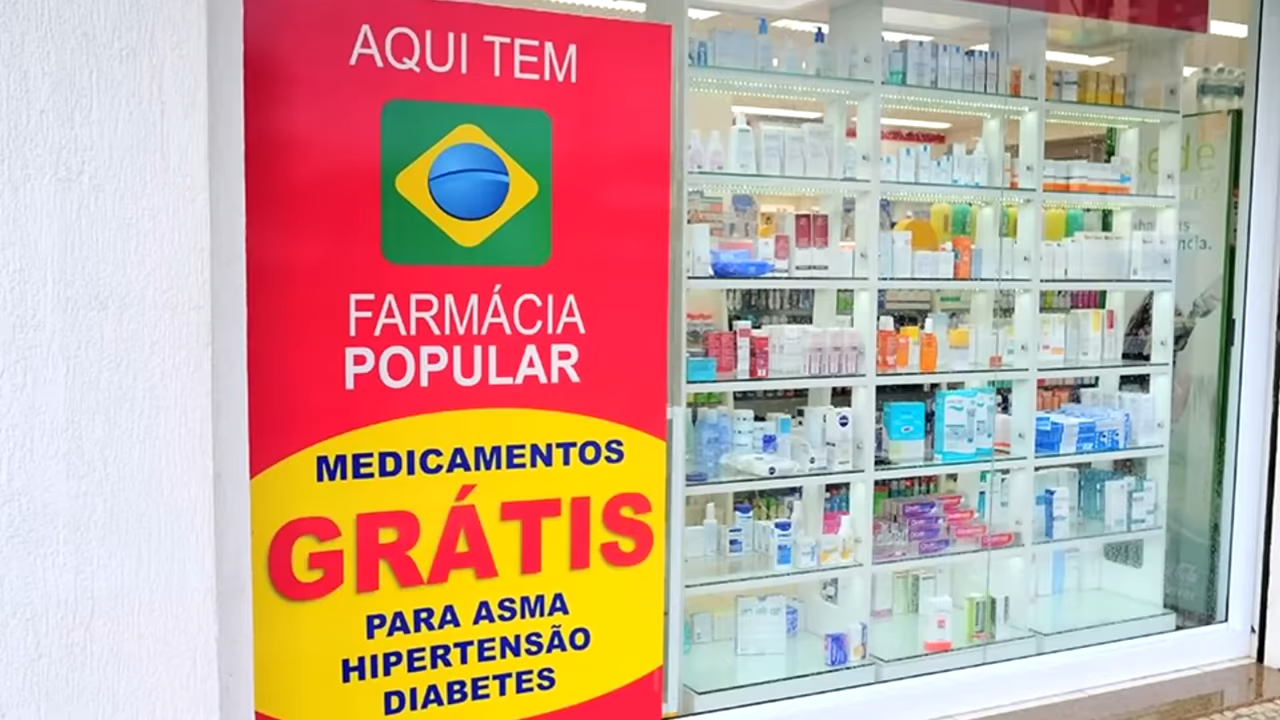 AQUI TEM
FARMÁCIA
POPULAR
MEDICAMENTOS
GRÁTIS
PARA ASMA
HIPERTENSÃO
DIABETES